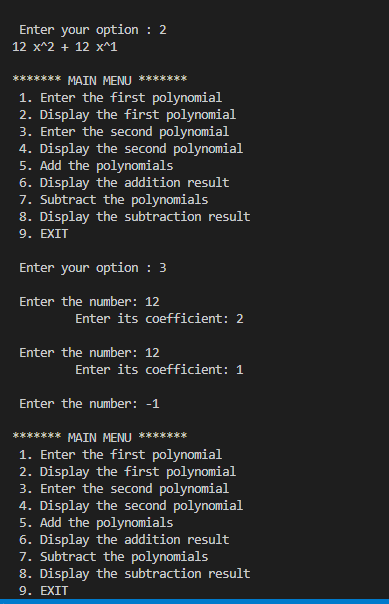 Enter your option : 2
12 x^2 + 12 x^1
******* MAIN MENU *******
1. Enter the first polynomial
2. Display the first polynomial
3. Enter the second polynomial
4. Display the second polynomial
5. Add the polynomials
6. Display the addition result
7. Subtract the polynomials
8. Display the subtraction result
9. EXIT
Enter your option : 3
Enter the number: 12
Enter its coefficient: 2
Enter the number: 12
Enter its coefficient: 1
Enter the number: -1
******* MAIN MENU *******
1. Enter the first polynomial
2. Display the first polynomial
3. Enter the second polynomial
4. Display the second polynomial
5. Add the polynomials
6. Display the addition result
7. Subtract the polynomials
8. Display the subtraction result
9. EXIT